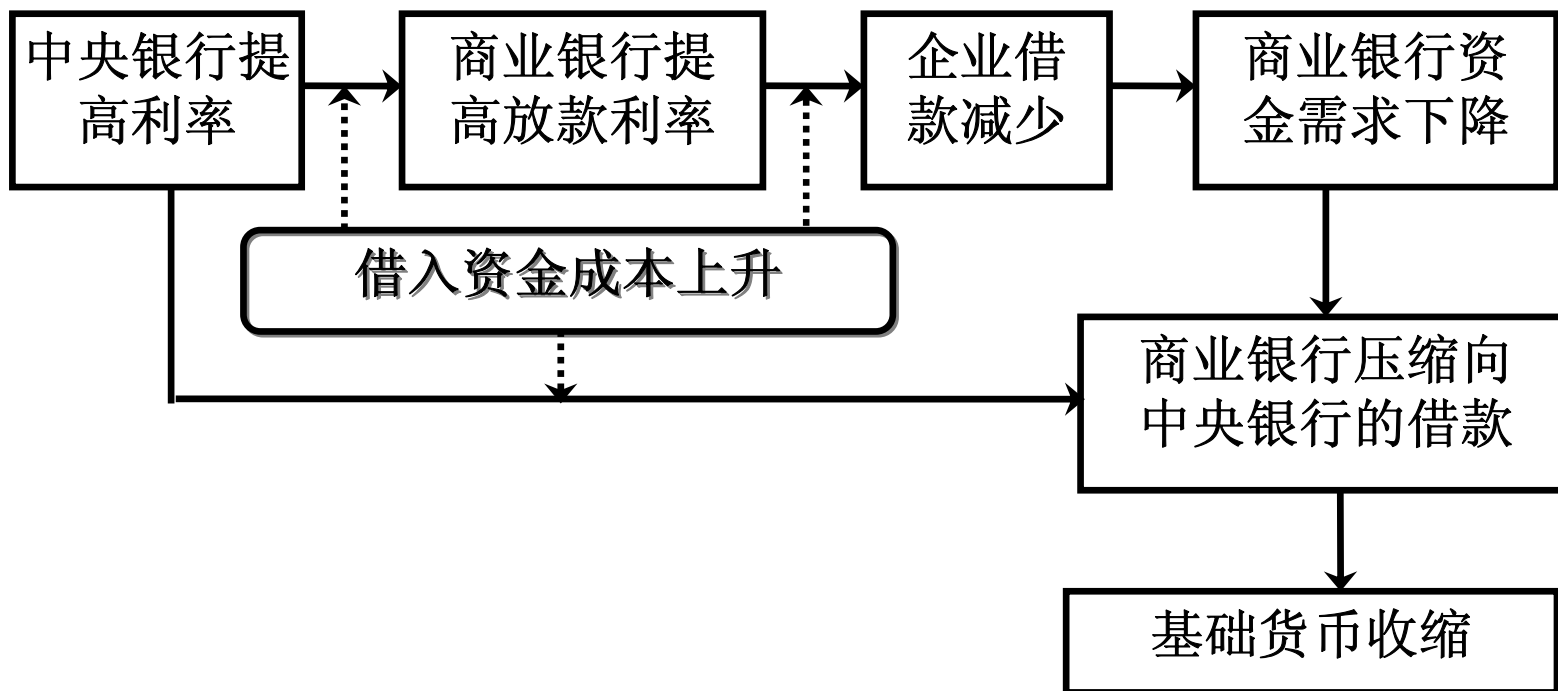 中央银行提
高利率
商业银行提
高放款利率
企业借
款减少
商业银行资
金需求下降
借入资金成本上升
商业银行压缩向
中央银行的借款
基础货币收缩